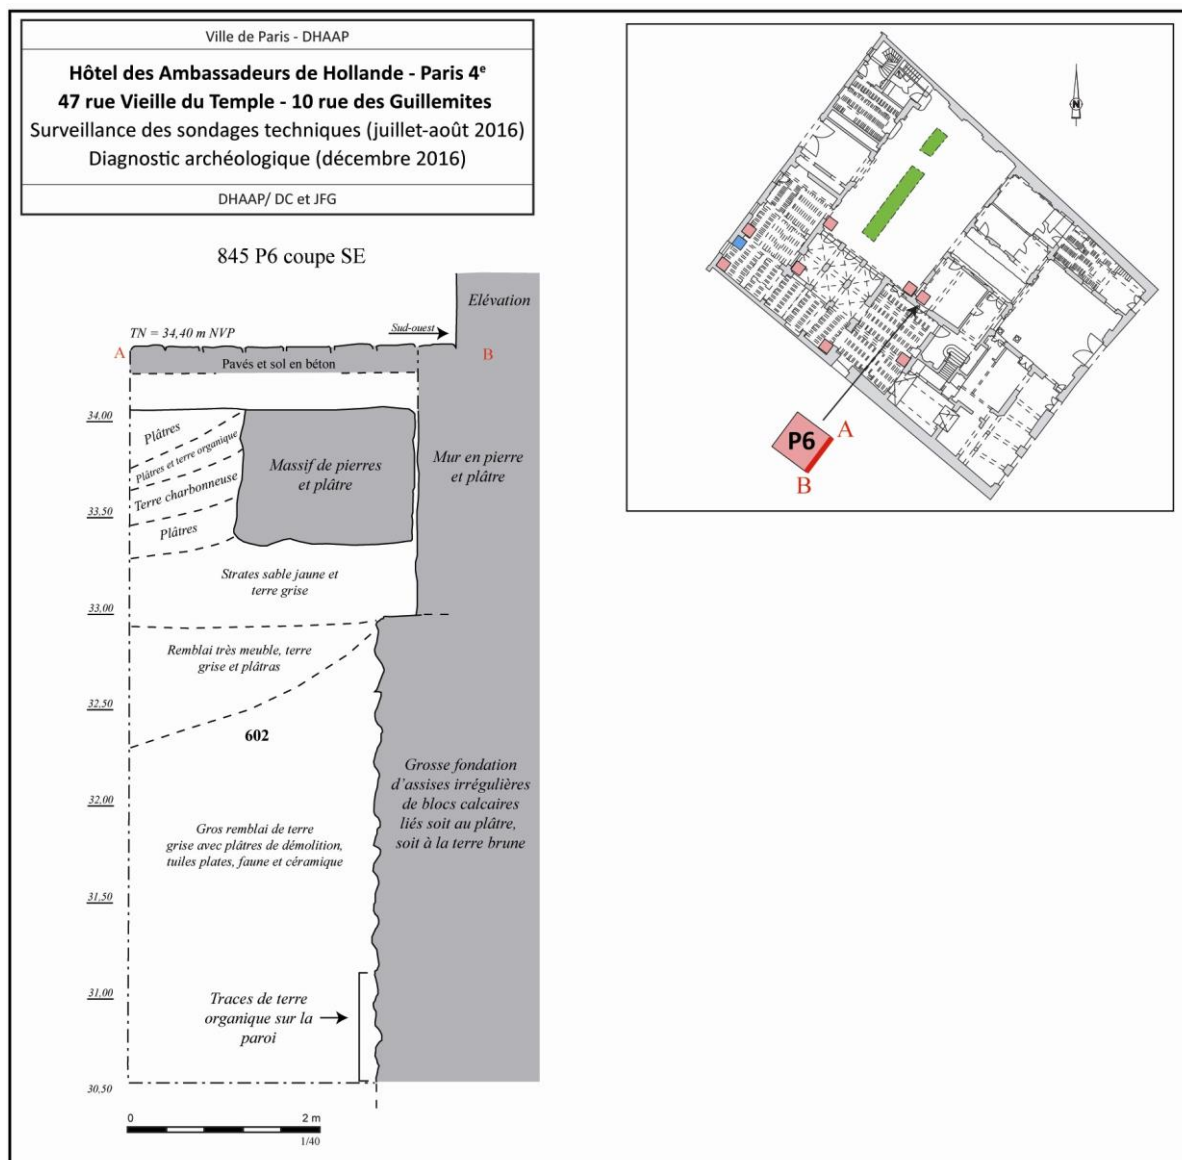 Ville de Paris - DHAAP
Hôtel des Ambassadeurs de Hollande - Paris 4e
47 rue Vieille du Temple - 10 rue des Guillemites
Surveillance des sondages techniques (juillet-août 2016)
Diagnostic archéologique (décembre 2016)
DHAAP/ DC et JFG
845 P6 coupe SE
Elévation
TN = 34,40 m NVP
Sud-ouest
A
B
Pavés et sol en béton
34,00
Plâtres
Plâtres et terre organique
Terre charbonneuse
Plâtres
Massif de pierres
et plâtre
Mur en pierre
et plâtre
33,50
Strates sable jaune et
terre grise
33,00
Remblai très meuble, terre
grise et plâtras
32,50
602
32,00
Grosse fondation
d'assises irrégulières
de blocs calcaires
liés soit au plâtre,
soit à la terre brune
Gros remblai de terre
grise avec plâtres de démolition,
tuiles plates, faune et céramique
31,50
31,00
Traces de terre
organique sur la
paroi
30,50
0
2 m
1/40
N
P6
A
B